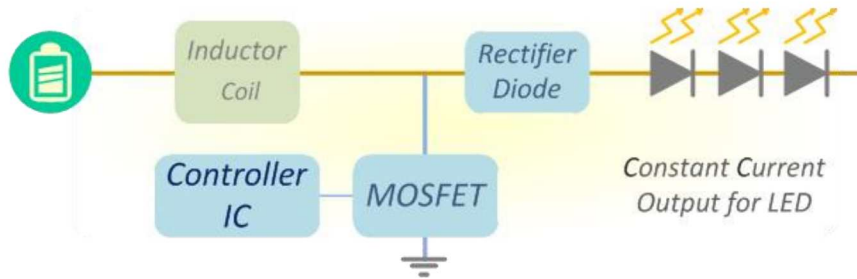 Inductor
Coil
Rectifier
Diode
Controller
IC
MOSFET
Constant Current
Output for LED